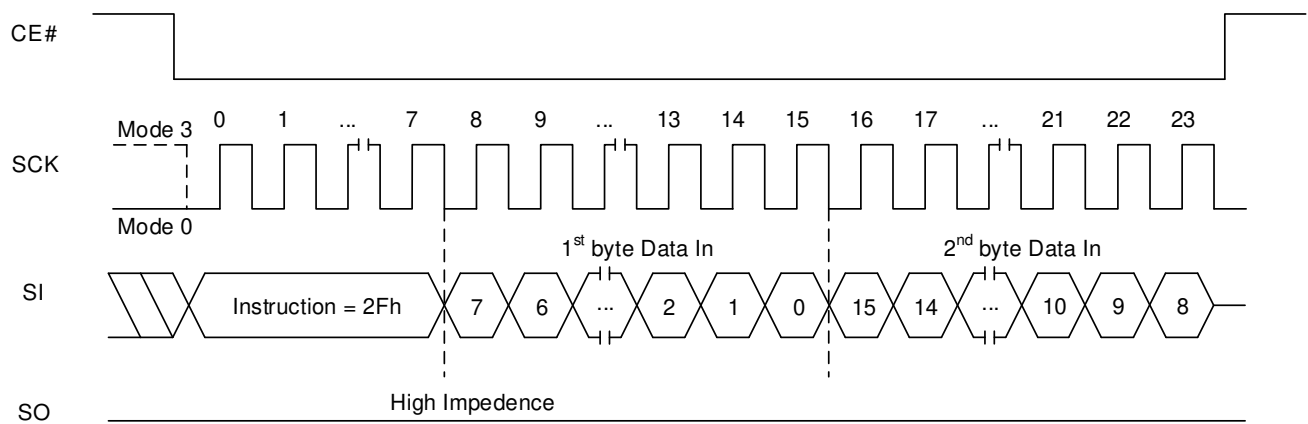 CE#
0 1 ... 7 8 9 ... 13 14 15 16 17 ... 21 22 23
Mode 3
SCK
Mode 0
1st byte Data In 2nd byte Data In
SI Instruction = 2Fh 7 6 ... 2 1 0 15 14 ... 10 9 8
High Impedence
SO